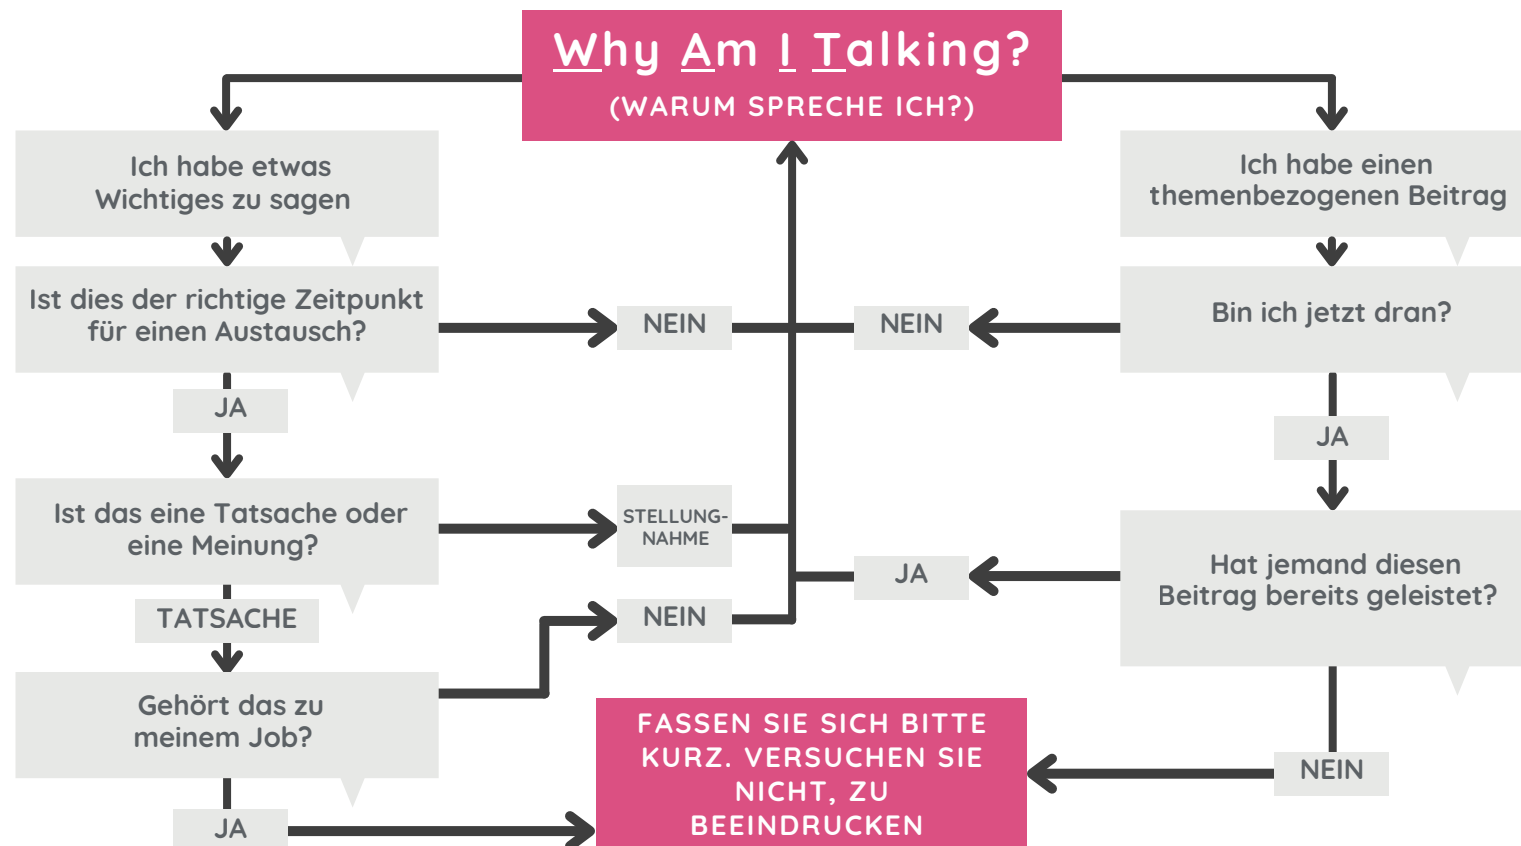 Why Am I Talking?
(WARUM SPRECHE ICH?)
Ich habe etwas
Wichtiges zu sagen
Ich habe einen
themenbezogenen Beitrag
Ist dies der richtige Zeitpunkt
für einen Austausch?
NEIN
NEIN
Bin ich jetzt dran?
JA
JA
Ist das eine Tatsache oder
eine Meinung?
STELLUNG-
NAHME
JA
Hat jemand diesen
Beitrag bereits geleistet?
TATSACHE
NEIN
Gehört das zu
meinem Job?
FASSEN SIE SICH BITTE
KURZ. VERSUCHEN SIE
NICHT, ZU
BEEINDRUCKEN
NEIN
JA